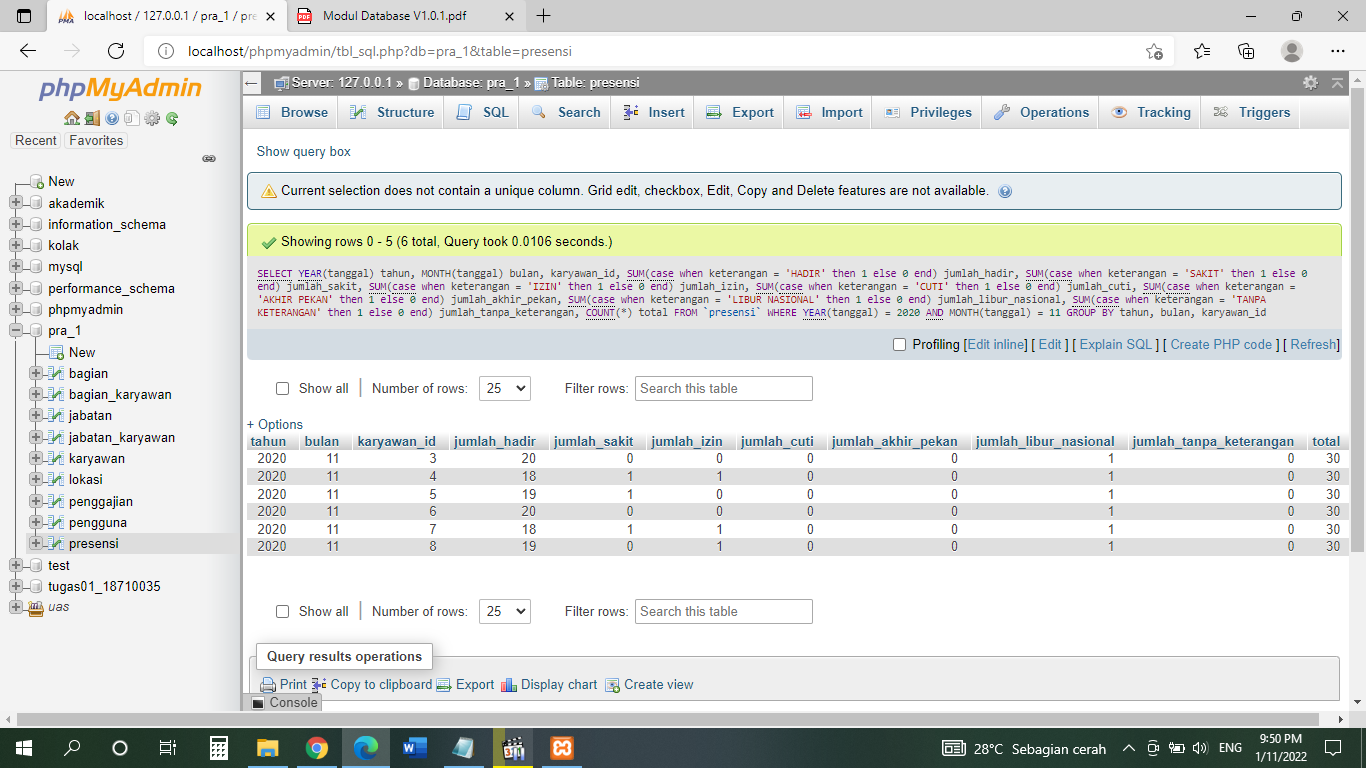 localhost / 127.0.0.1 / pra_1 / pre
Modul Database V1.0.1.pdf
localhost/phpmyadmin/tbl_sql.php?db=pra_1&table=presensi
phpMyAdmin
Recent Favorites
New
akademik
information_schema
kolak
mysql
performance_schema
phpmyadmin
pra_1
New
bagian
bagian_karyawan
jabatan
jabatan_karyawan
karyawan
lokasi
penggajian
pengguna
presensi
test
tugas01_18710035
uas
Server: 127.0.0.1 » Database: pra_1 » Table: presensi
Browse Structure SQL Search Insert Export Import Privileges Operations Tracking Triggers
Show query box
Current selection does not contain a unique column. Grid edit, checkbox, Edit, Copy and Delete features are not available.
Showing rows 0 - 5 (6 total, Query took 0.0106 seconds.)
SELECT YEAR(tanggal) tahun, MONTH(tanggal) bulan, karyawan_id, SUM(case when keterangan = 'HADIR' then 1 else 0 end) jumlah_hadir, SUM(case when keterangan = 'SAKIT' then 1 else 0
end) jumlah_sakit, SUM(case when keterangan = 'IZIN' then 1 else 0 end) jumlah_izin, SUM(case when keterangan = 'CUTI' then 1 else 0 end) jumlah_cuti, SUM(case when keterangan =
'AKHIR PEKAN' then 1 else 0 end) jumlah_akhir_pekan, SUM(case when keterangan = 'LIBUR NASIONAL' then 1 else 0 end) jumlah_libur_nasional, SUM(case when keterangan = 'TANPA
KETERANGAN' then 1 else 0 end) jumlah_tanpa_keterangan, COUNT(*) total FROM `presensi` WHERE YEAR(tanggal) = 2020 AND MONTH(tanggal) = 11 GROUP BY tahun, bulan, karyawan_id
Profiling [Edit inline] [ Edit ] [ Explain SQL ] [ Create PHP code ] [ Refresh]
Show all Number of rows: 25 Filter rows: Search this table
+ Options
tahun bulan karyawan_id jumlah_hadir jumlah_sakit jumlah_izin jumlah_cuti jumlah_akhir_pekan jumlah_libur_nasional jumlah_tanpa_keterangan total
2020 11 3 20 0 0 0 0 1 0 30
2020 11 4 18 1 1 0 0 1 0 30
2020 11 5 19 1 0 0 0 1 0 30
2020 11 6 20 0 0 0 0 1 0 30
2020 11 7 18 1 1 0 0 1 0 30
2020 11 8 19 0 1 0 0 1 0 30
Show all Number of rows: 25 Filter rows: Search this table
Query results operations
Print Copy to clipboard Export Display chart Create view
Console
28°C Sebagian cerah ENG
9:50 PM
1/11/2022